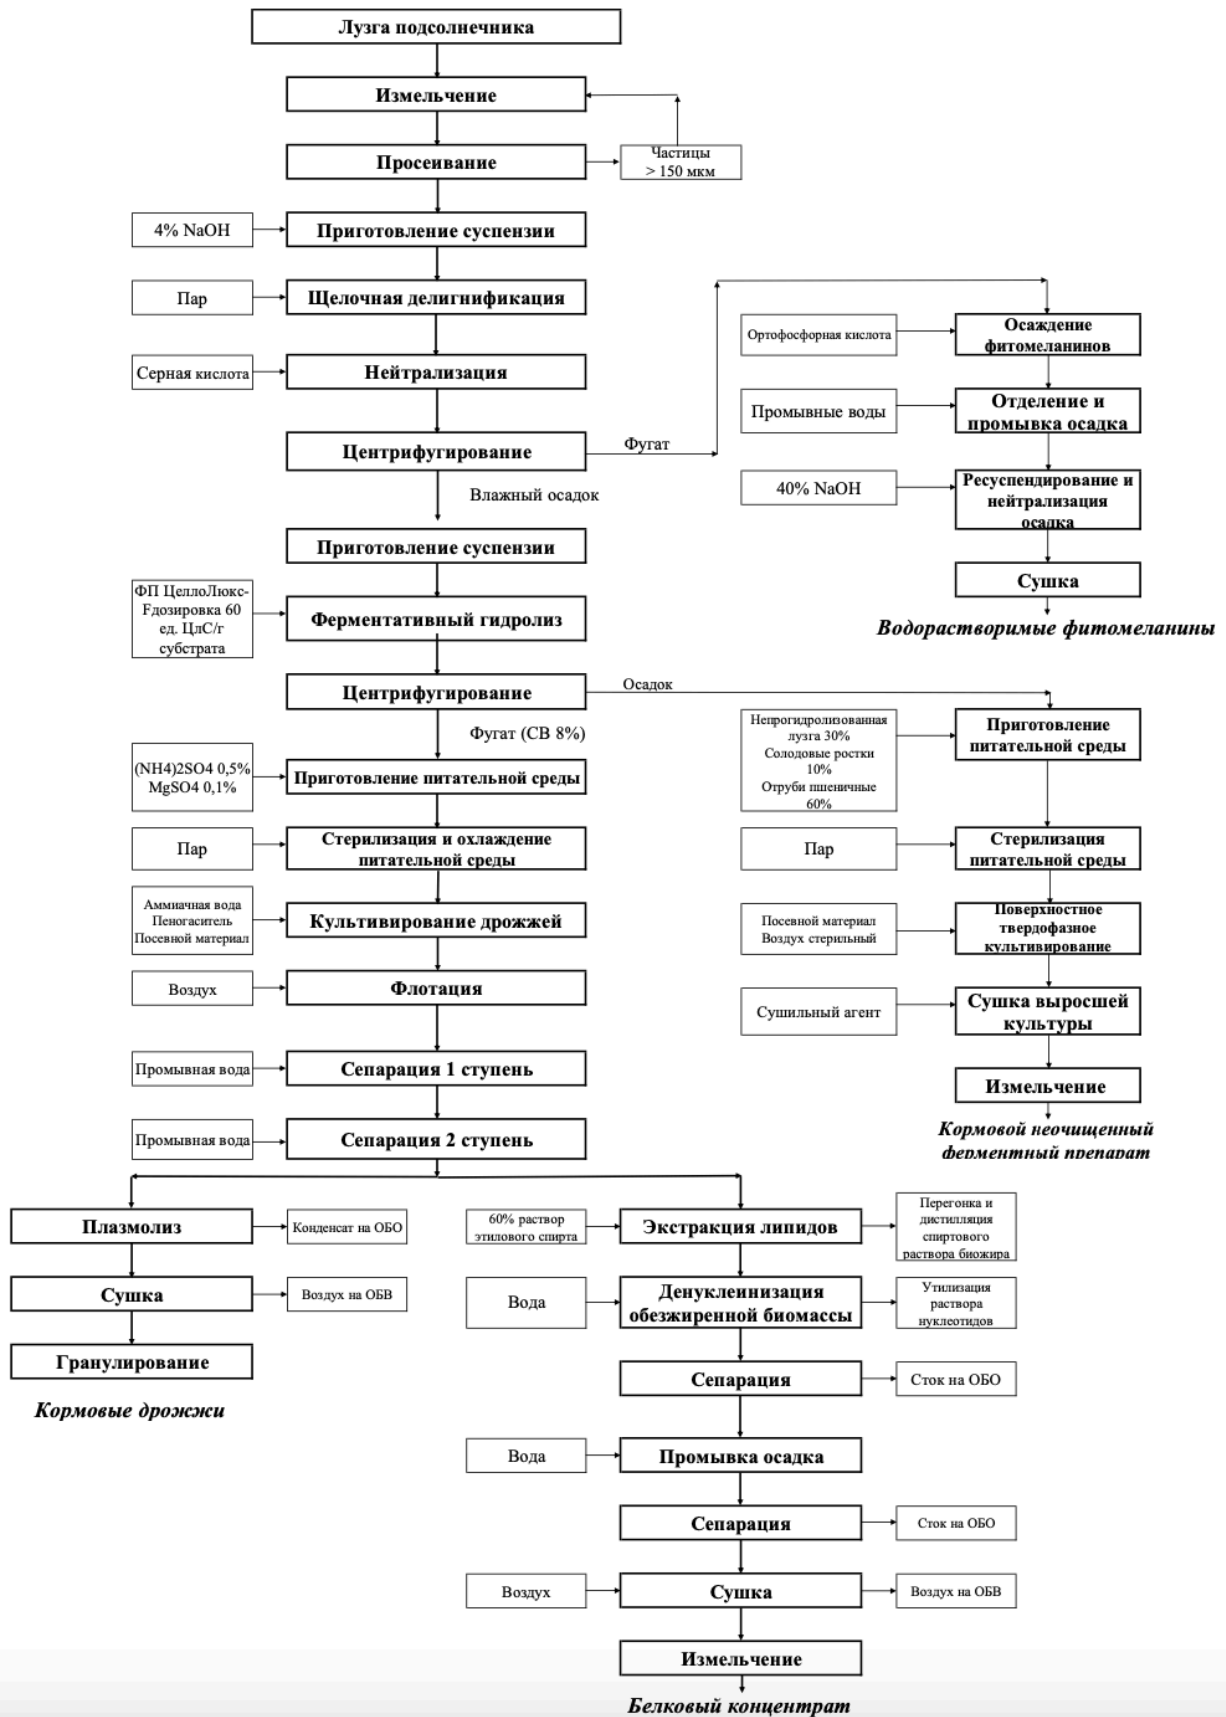 Лузга подсолнечника
Измельчение
Просеивание
Частицы
> 150 мкм
4% NaOH
Приготовление суспензии
Пар
Щелочная делигнификация
Серная кислота
Нейтрализация
Центрифугирование
Фугат
Влажный осадок
Ортофосфорная кислота
Осаждение
фитомеланинов
Промывные воды
Отделение и
промывка осадка
40% NaOH
Ресуспендирование и
нейтрализация
осадка
Сушка
Водорастворимые фитомеланины
Приготовление суспензии
ФП ЦеллоЛюкс-
Fдозировка 60
ед. ЦлС/г
субстрата
Ферментативный гидролиз
Центрифугирование
Осадок
Фугат (СВ 8%)
(NH4)2SO4 0,5%
MgSO4 0,1%
Приготовление питательной среды
Пар
Стерилизация и охлаждение
питательной среды
Аммиачная вода
Пеногаситель
Посевной материал
Культивирование дрожжей
Воздух
Флотация
Промывная вода
Сепарация 1 ступень
Промывная вода
Сепарация 2 ступень
Непрогидролизованная
лузга 30%
Солодовые ростки
10%
Отруби пшеничные
60%
Приготовление
питательной среды
Пар
Стерилизация
питательной среды
Посевной материал
Воздух стерильный
Поверхностное
твердофазное
культивирование
Сушильный агент
Сушка выросшей
культуры
Измельчение
Кормовой неочищенный
ферментный препарат
Плазмолиз
Конденсат на ОБО
Сушка
Воздух на ОБВ
Гранулирование
Кормовые дрожжи
60% раствор
этилового спирта
Экстракция липидов
Перегонка и
дистилляция
спиртового
раствора биожира
Вода
Денуклеинизация
обезжиренной биомассы
Утилизация
раствора
нуклеотидов
Сепарация
Сток на ОБО
Вода
Промывка осадка
Сепарация
Сток на ОБО
Воздух
Сушка
Воздух на ОБВ
Измельчение
Белковый концентрат